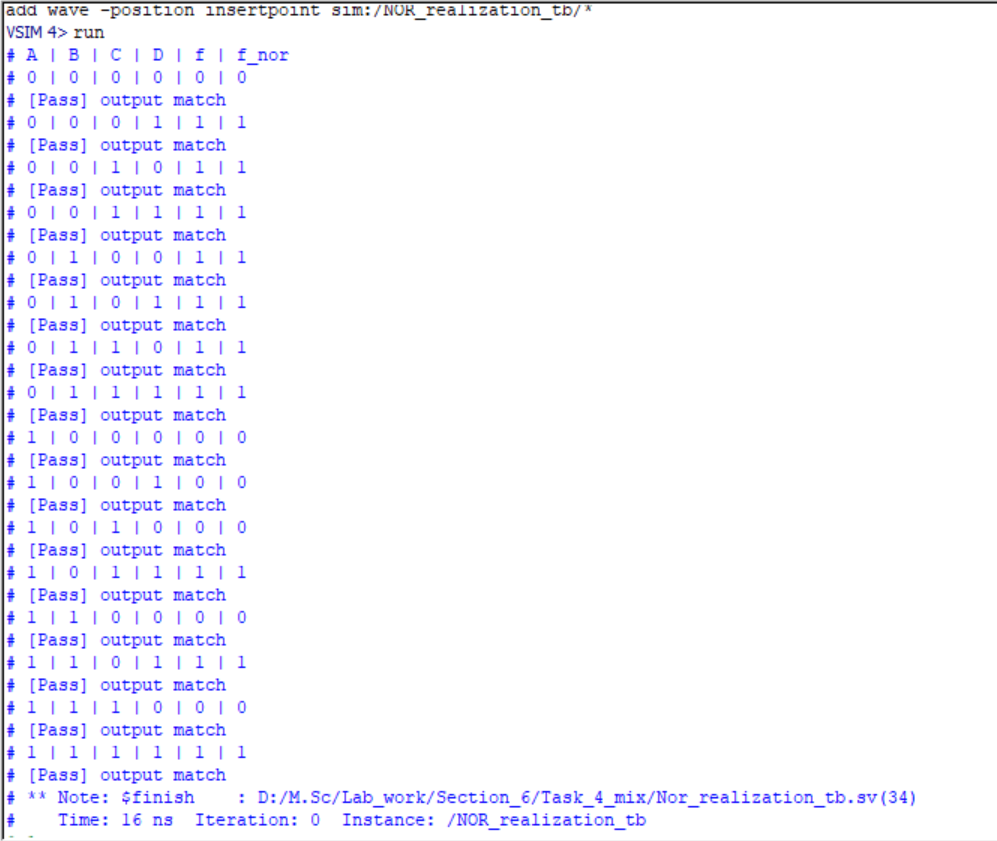 add wave -position insertpoint sim:/NOR_realization_tb/*
VSIM 4> run
# A | B | C | D | f | f_nor
# 0 | 0 | 0 | 0 | 0 | 0
# [Pass] output match
# 0 | 0 | 0 | 1 | 1 | 1
# [Pass] output match
# 0 | 0 | 1 | 0 | 1 | 1
# [Pass] output match
# 0 | 0 | 1 | 1 | 1 | 1
# [Pass] output match
# 0 | 1 | 0 | 0 | 1 | 1
# [Pass] output match
# 0 | 1 | 0 | 1 | 1 | 1
# [Pass] output match
# 0 | 1 | 1 | 0 | 1 | 1
# [Pass] output match
# 0 | 1 | 1 | 1 | 1 | 1
# [Pass] output match
# 1 | 0 | 0 | 0 | 0 | 0
# [Pass] output match
# 1 | 0 | 0 | 1 | 0 | 0
# [Pass] output match
# 1 | 0 | 1 | 0 | 0 | 0
# [Pass] output match
# 1 | 0 | 1 | 1 | 1 | 1
# [Pass] output match
# 1 | 1 | 0 | 0 | 0 | 0
# [Pass] output match
# 1 | 1 | 0 | 1 | 1 | 1
# [Pass] output match
# 1 | 1 | 1 | 0 | 0 | 0
# [Pass] output match
# 1 | 1 | 1 | 1 | 1 | 1
# [Pass] output match
# ** Note: $finish    : D:/M.Sc/Lab_work/Section_6/Task_4_mix/Nor_realization_tb.sv(34)
#    Time: 16 ns  Iteration: 0  Instance: /NOR_realization_tb